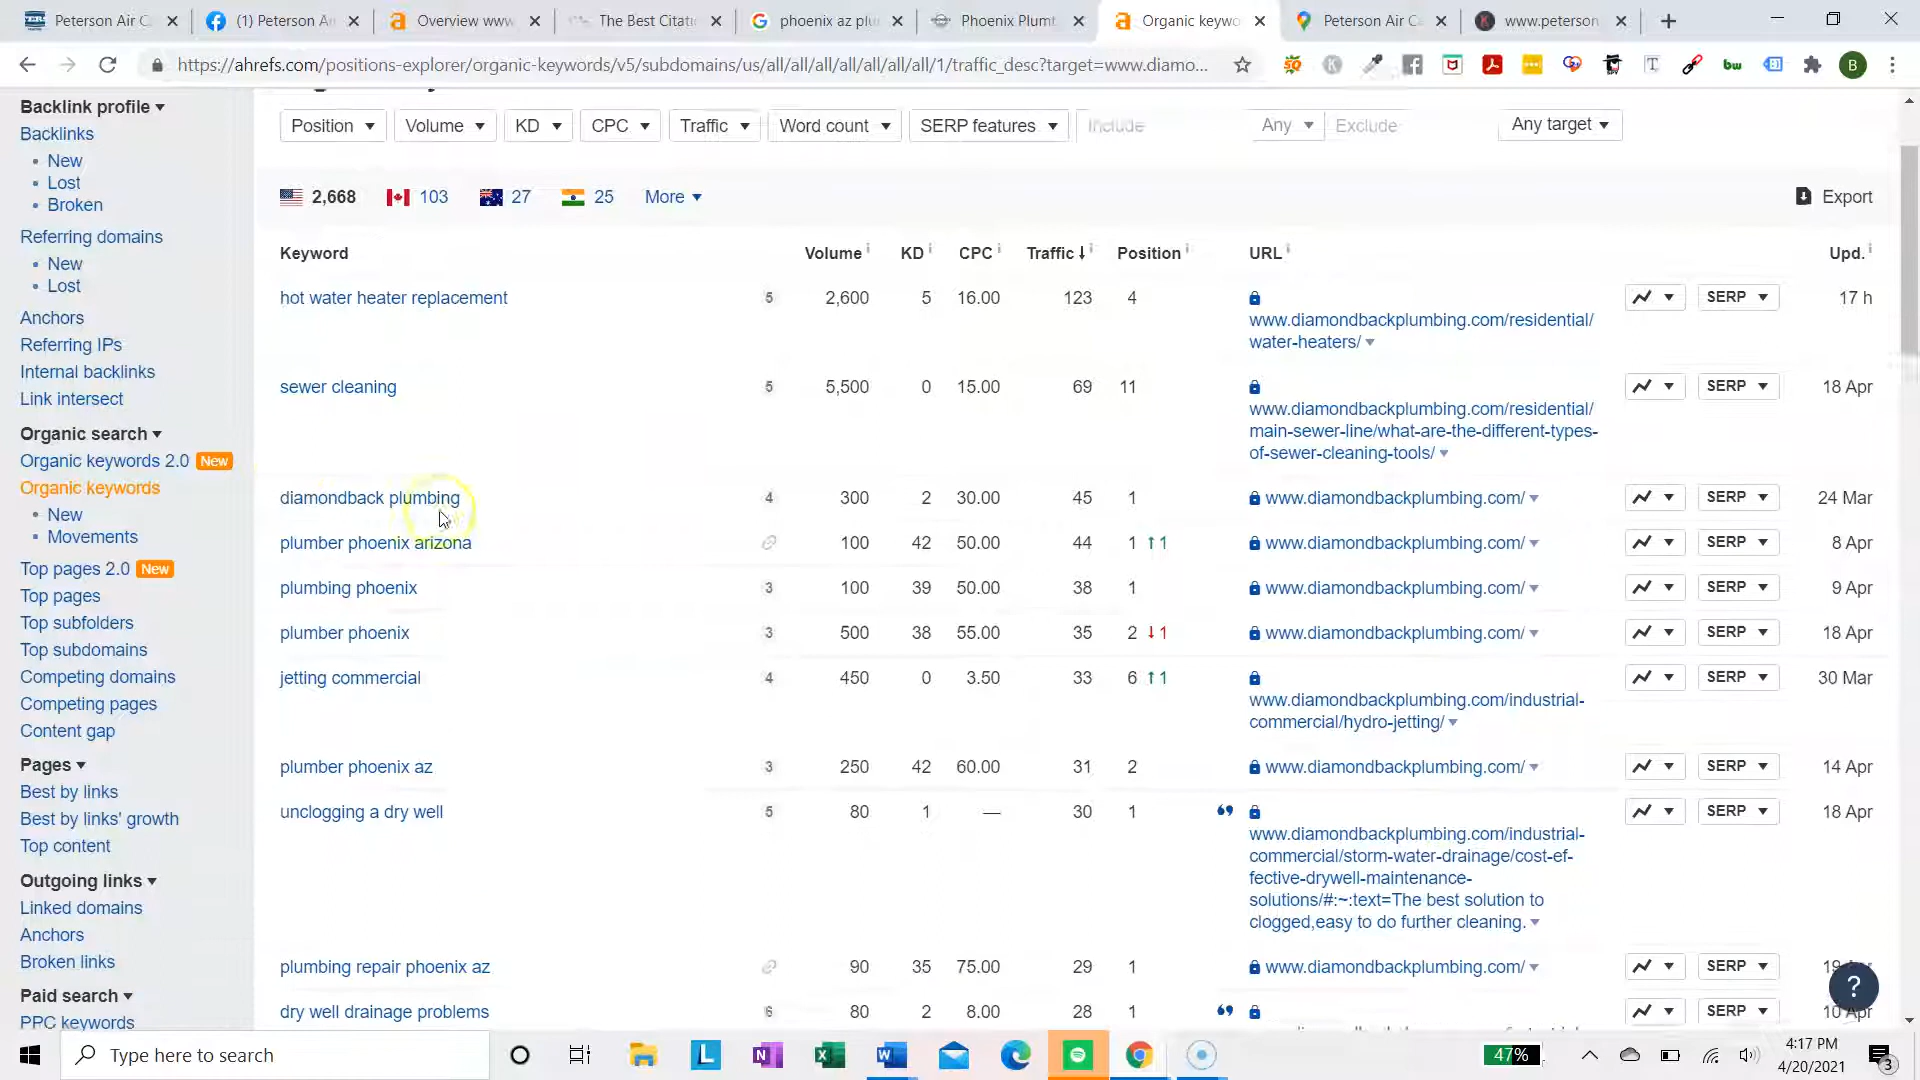 Peterson Air C
(1) Peterson A
Overview www
The Best Citati
phoenix az plu
Phoenix Plumb
Organic keywo
Peterson Air C
www.peterson
https://ahrefs.com/positions-explorer/organic-keywords/v5/subdomains/us/all/all/all/all/all/all/all/1/traffic_desc?target=www.diamo...
Backlink profile
Backlinks
New
Lost
Broken
Referring domains
New
Lost
Anchors
Referring IPs
Internal backlinks
Link intersect
Organic search
Organic keywords 2.0 New
Organic keywords
New
Movements
Top pages 2.0 New
Top pages
Top subfolders
Top subdomains
Competing domains
Competing pages
Content gap
Pages
Best by links
Best by links' growth
Top content
Outgoing links
Linked domains
Anchors
Broken links
Paid search
PPC keywords
Position Volume KD CPC Traffic Word count SERP features Include Any Exclude Any target
2,668 103 27 25 More Export
Keyword Volume KD CPC Traffic Position URL Upd.
hot water heater replacement 5 2,600 5 16.00 123 4 SERP 17 h
www.diamondbackplumbing.com/residential/
water-heaters/
sewer cleaning 5 5,500 0 15.00 69 11 SERP 18 Apr
www.diamondbackplumbing.com/residential/
main-sewer-line/what-are-the-different-types-
of-sewer-cleaning-tools/
diamondback plumbing 4 300 2 30.00 45 1 www.diamondbackplumbing.com/ SERP 24 Mar
plumber phoenix arizona 100 42 50.00 44 1 ↑1 www.diamondbackplumbing.com/ SERP 8 Apr
plumbing phoenix 3 100 39 50.00 38 1 www.diamondbackplumbing.com/ SERP 9 Apr
plumber phoenix 3 500 38 55.00 35 2 ↓1 www.diamondbackplumbing.com/ SERP 18 Apr
jetting commercial 4 450 0 3.50 33 6 ↑1 SERP 30 Mar
www.diamondbackplumbing.com/industrial-
commercial/hydro-jetting/
plumber phoenix az 3 250 42 60.00 31 2 www.diamondbackplumbing.com/ SERP 14 Apr
unclogging a dry well 5 80 1 — 30 1 SERP 18 Apr
www.diamondbackplumbing.com/industrial-
commercial/storm-water-drainage/cost-ef-
fective-drywell-maintenance-
solutions/#:~:text=The best solution to
clogged,easy to do further cleaning.
plumbing repair phoenix az 90 35 75.00 29 1 www.diamondbackplumbing.com/ SERP
dry well drainage problems 6 80 2 8.00 28 1 SERP 10 Apr
?
Type here to search
47%
4:17 PM
4/20/2021
3